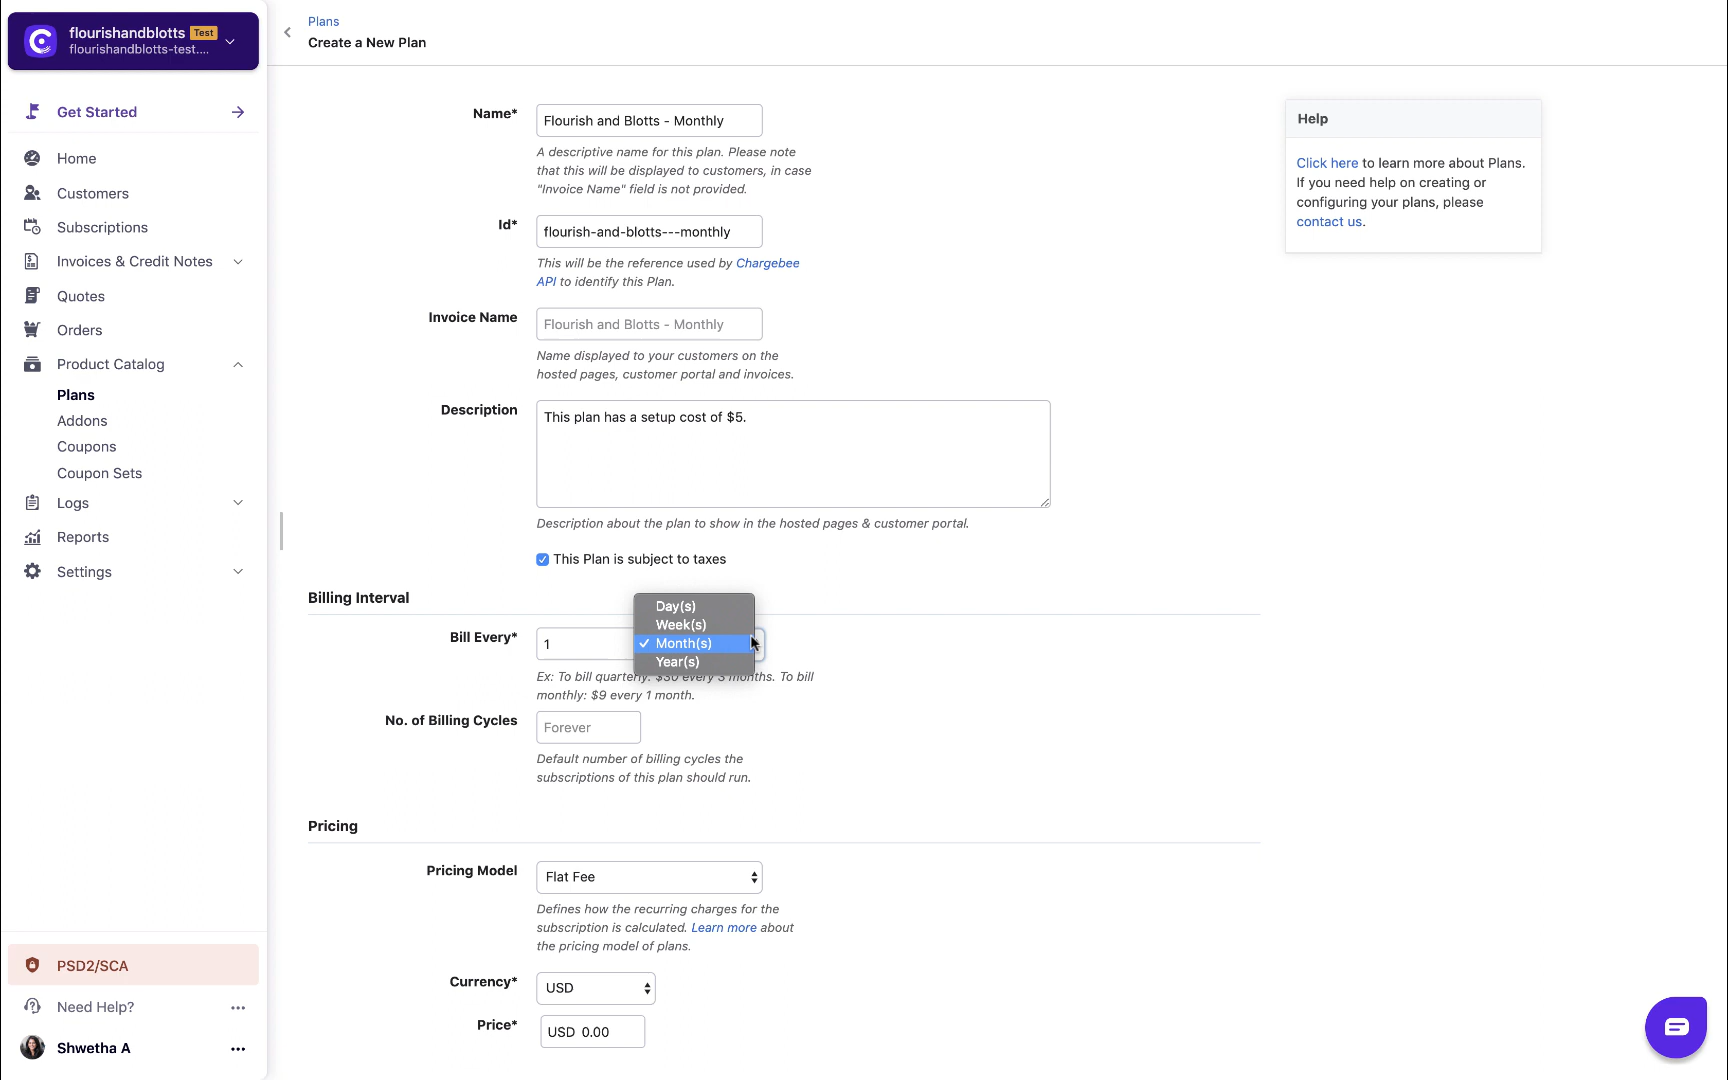 flourishandblotts Test
flourishandblotts-test....
Get Started
Home
Customers
Subscriptions
Invoices & Credit Notes
Quotes
Orders
Product Catalog
Plans
Addons
Coupons
Coupon Sets
Logs
Reports
Settings
PSD2/SCA
Need Help?
Shwetha A
Plans
Create a New Plan
Name*
Flourish and Blotts - Monthly
A descriptive name for this plan. Please note
that this will be displayed to customers, in case
"Invoice Name" field is not provided.
Id*
flourish-and-blotts---monthly
This will be the reference used by Chargebee
API to identify this Plan.
Invoice Name
Flourish and Blotts - Monthly
Name displayed to your customers on the
hosted pages, customer portal and invoices.
Description
This plan has a setup cost of $5.
Description about the plan to show in the hosted pages & customer portal.
This Plan is subject to taxes
Billing Interval
Bill Every*
1
Day(s)
Week(s)
Month(s)
Year(s)
Ex: To bill quarterly: $30 every 3 months. To bill
monthly: $9 every 1 month.
No. of Billing Cycles
Forever
Default number of billing cycles the
subscriptions of this plan should run.
Pricing
Pricing Model
Flat Fee
Defines how the recurring charges for the
subscription is calculated. Learn more about
the pricing model of plans.
Currency*
USD
Price*
USD 0.00
Help
Click here to learn more about Plans.
If you need help on creating or
configuring your plans, please
contact us.